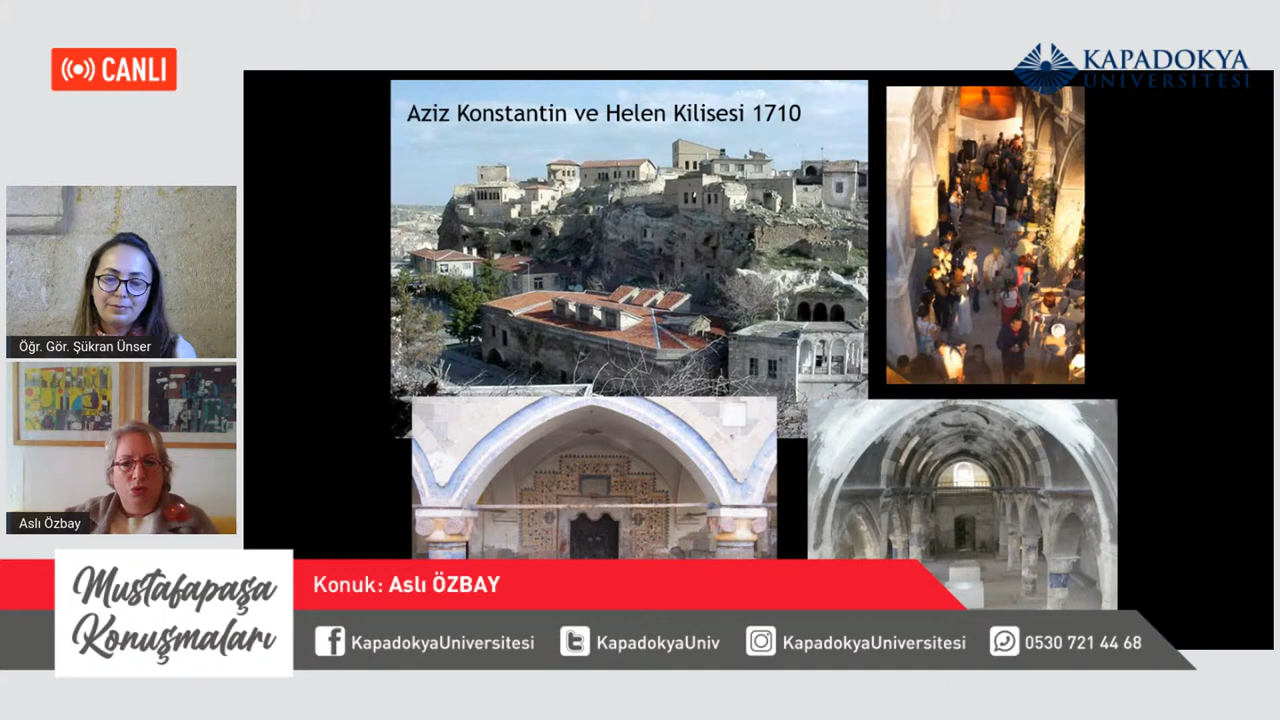 CANLI
KAPADOKYA
ÜNİVERSİTESİ
Aziz Konstantin ve Helen Kilisesi 1710
Öğr. Gör. Şükran Ünser
Aslı Özbay
Mustafapaşa
Konuşmaları
Konuk: Aslı ÖZBAY
KapadokyaUniversitesi
KapadokyaUniv
KapadokyaUniversitesi
0530 721 44 68